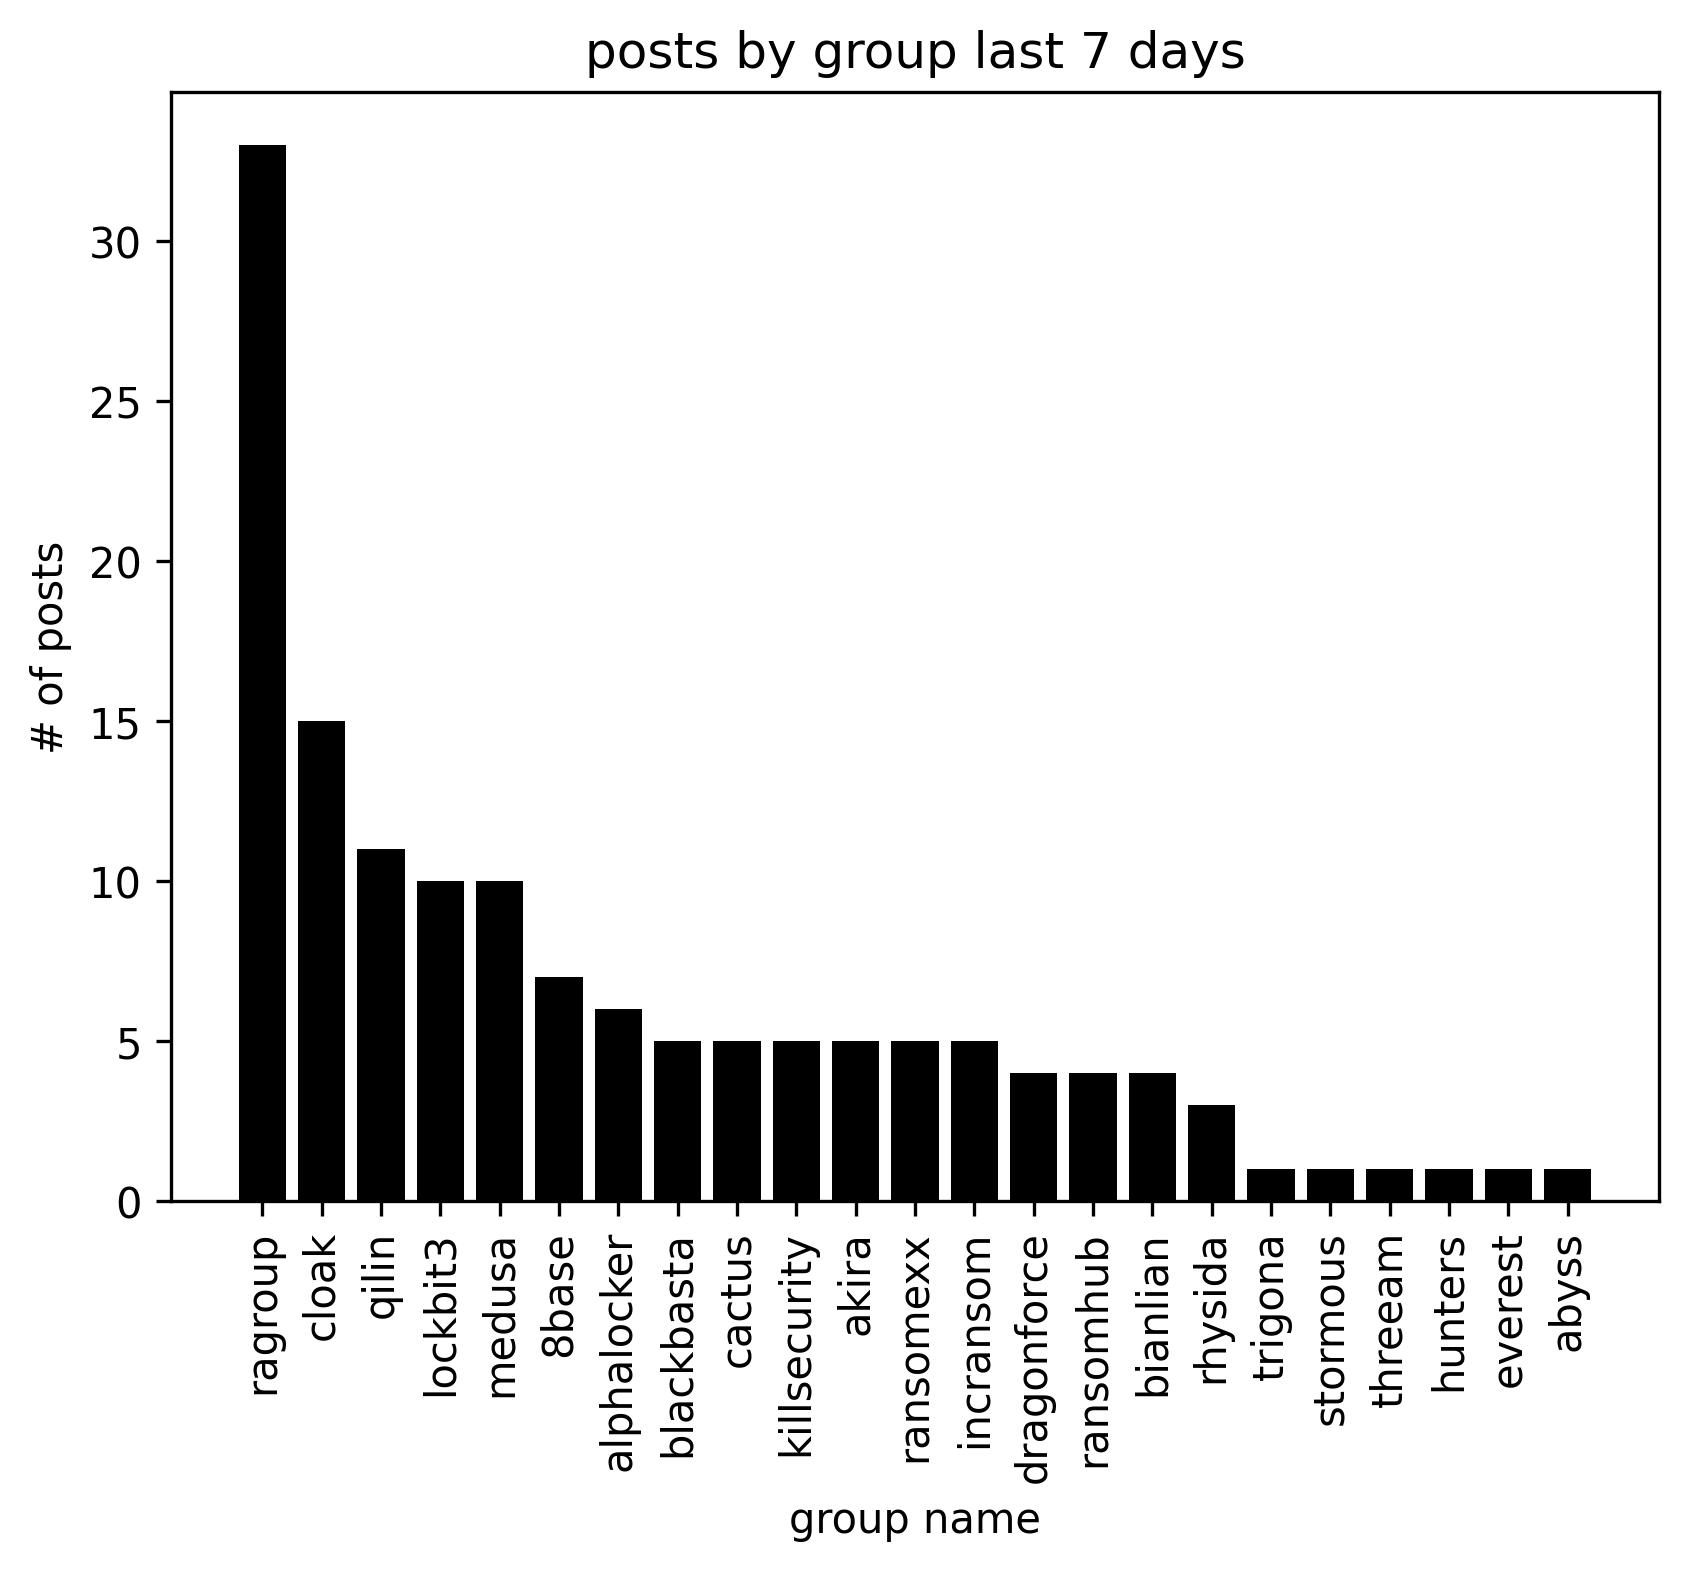 posts by group last 7 days
# of posts
30
25
20
15
10
5
0
ragroup
cloak
qilin
lockbit3
medusa
8base
alphalocker
blackbasta
cactus
killsecurity
akira
ransomexx
incransom
dragonforce
ransomhub
bianlian
rhysida
trigona
stormous
threeam
hunters
everest
abyss
group name